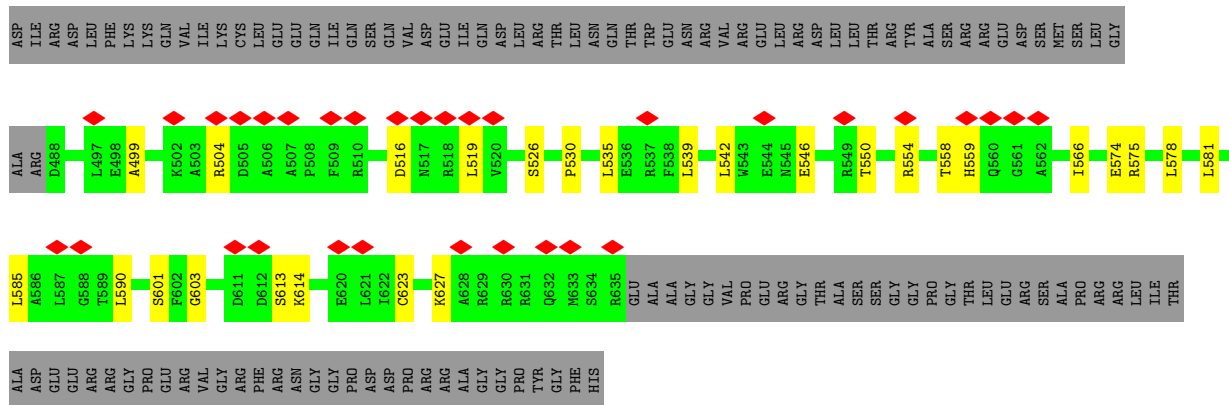 ASP ILE ARG ASP LEU PHE LYS LYS GLN VAL ILE LYS CYS LEU GLU GLU GLN ILE GLN SER GLN VAL ASP GLU ILE GLN ASP LEU ARG THR LEU ASN GLN THR TRP GLU ASN ARG VAL ARG GLU LEU ARG ASP LEU LEU THR ARG TYR ALA SER ARG ARG GLU ASP SER MET SER LEU GLY
ALA ARG D488 L497 E498 A499 K502 A503 R504 D505 A506 A507 P508 F509 R510 D516 N517 R518 L519 V520 S526 P530 L535 E536 R537 F538 L539 L542 W543 E544 N545 E546 R549 T550 R554 T558 H559 Q560 G561 A562 I566 E574 R575 L578 L581
L585 A586 L587 G588 T589 L590 S601 F602 G603 D611 D612 S613 K614 E620 L621 I622 C623 K627 A628 R629 R630 R631 Q632 M633 S634 R635 GLU ALA ALA GLY GLY VAL PRO GLU ARG GLY THR ALA SER SER GLY GLY PRO GLY THR LEU GLU ARG SER ALA PRO ARG ARG LEU ILE THR
ALA ASP GLU GLU ARG ARG GLY PRO GLU ARG VAL GLY ARG PHE ARG ASN GLY GLY PRO ASP ASP PRO ARG ARG ALA GLY GLY PRO TYR GLY PHE HIS